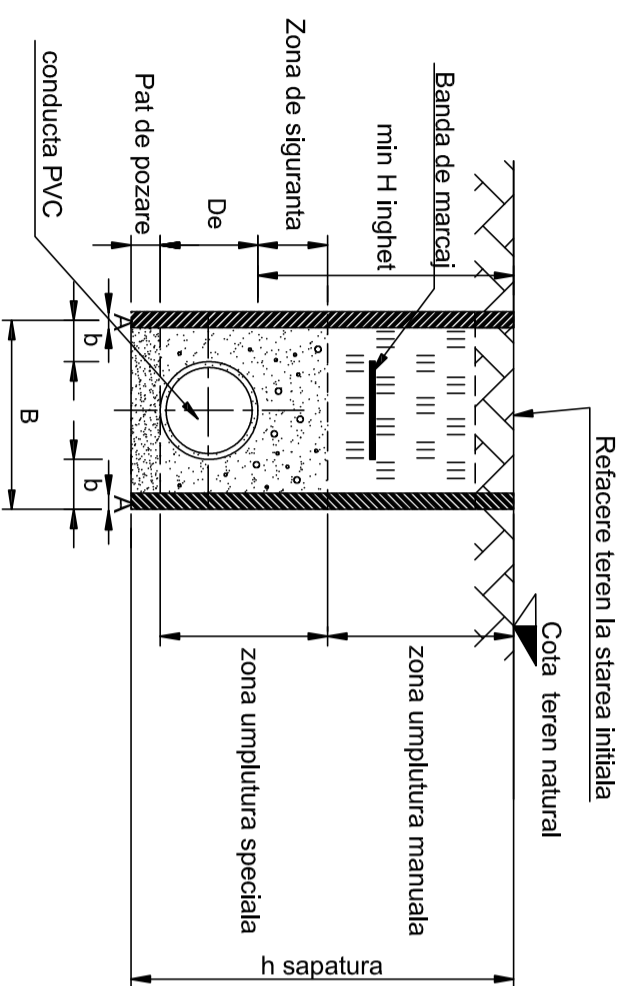 Refacere teren la starea initiala
Cota teren natural
Banda de marcaj
min H inghet
Zona de siguranta
De
Pat de pozare
conducta PVC
zona umplutura manuala
zona umplutura speciala
h sapatura
A
b
b
A
B